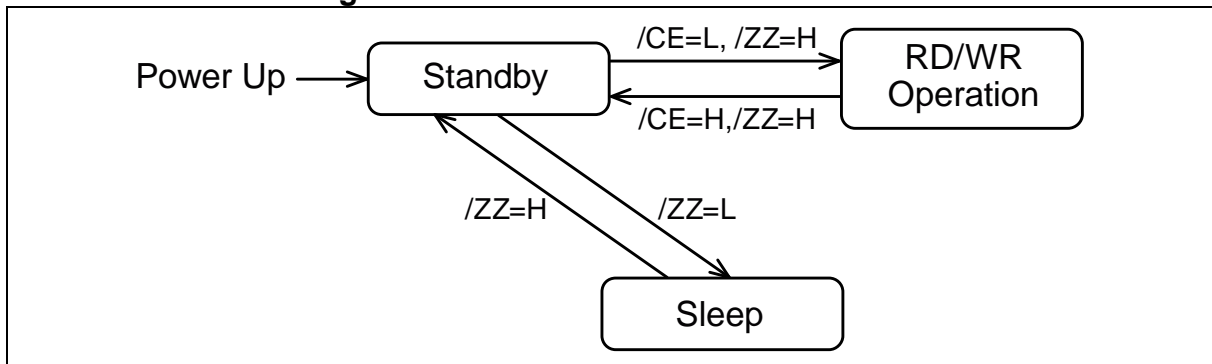 /CE=L, /ZZ=H
Power Up
Standby
RD/WR
Operation
/CE=H,/ZZ=H
/ZZ=H
/ZZ=L
Sleep